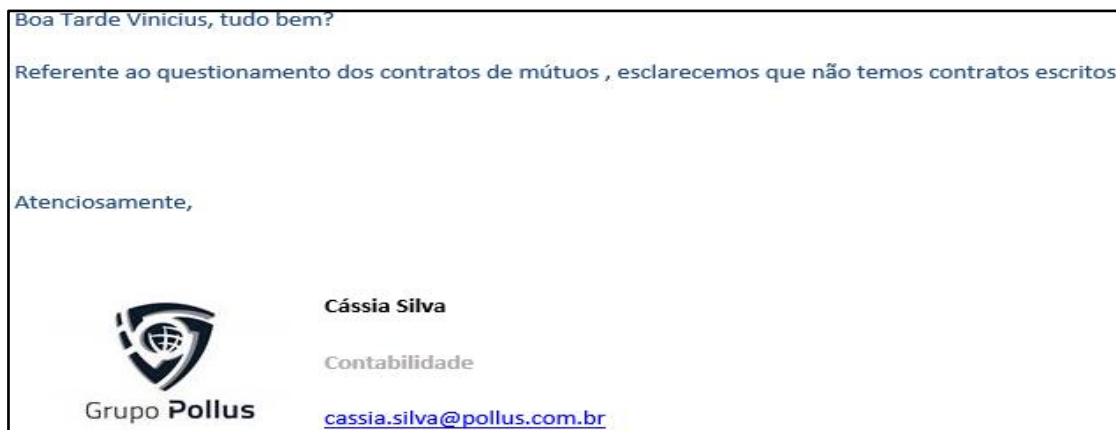 Boa Tarde Vinicius, tudo bem?
Referente ao questionamento dos contratos de mútuos , esclarecemos que não temos contratos escritos
Atenciosamente,
Cássia Silva
Contabilidade
Grupo Pollus
cassia.silva@pollus.com.br